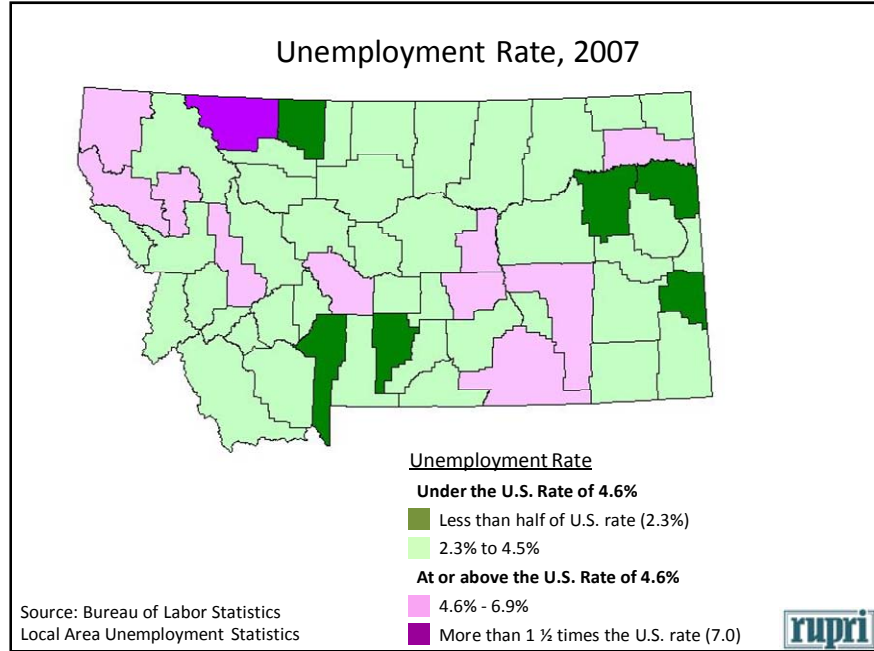 Unemployment Rate, 2007
Unemployment Rate
Under the U.S. Rate of 4.6%
Less than half of U.S. rate (2.3%)
2.3% to 4.5%
At or above the U.S. Rate of 4.6%
4.6% - 6.9%
More than 1 ½ times the U.S. rate (7.0)
Source: Bureau of Labor Statistics
Local Area Unemployment Statistics
rupri